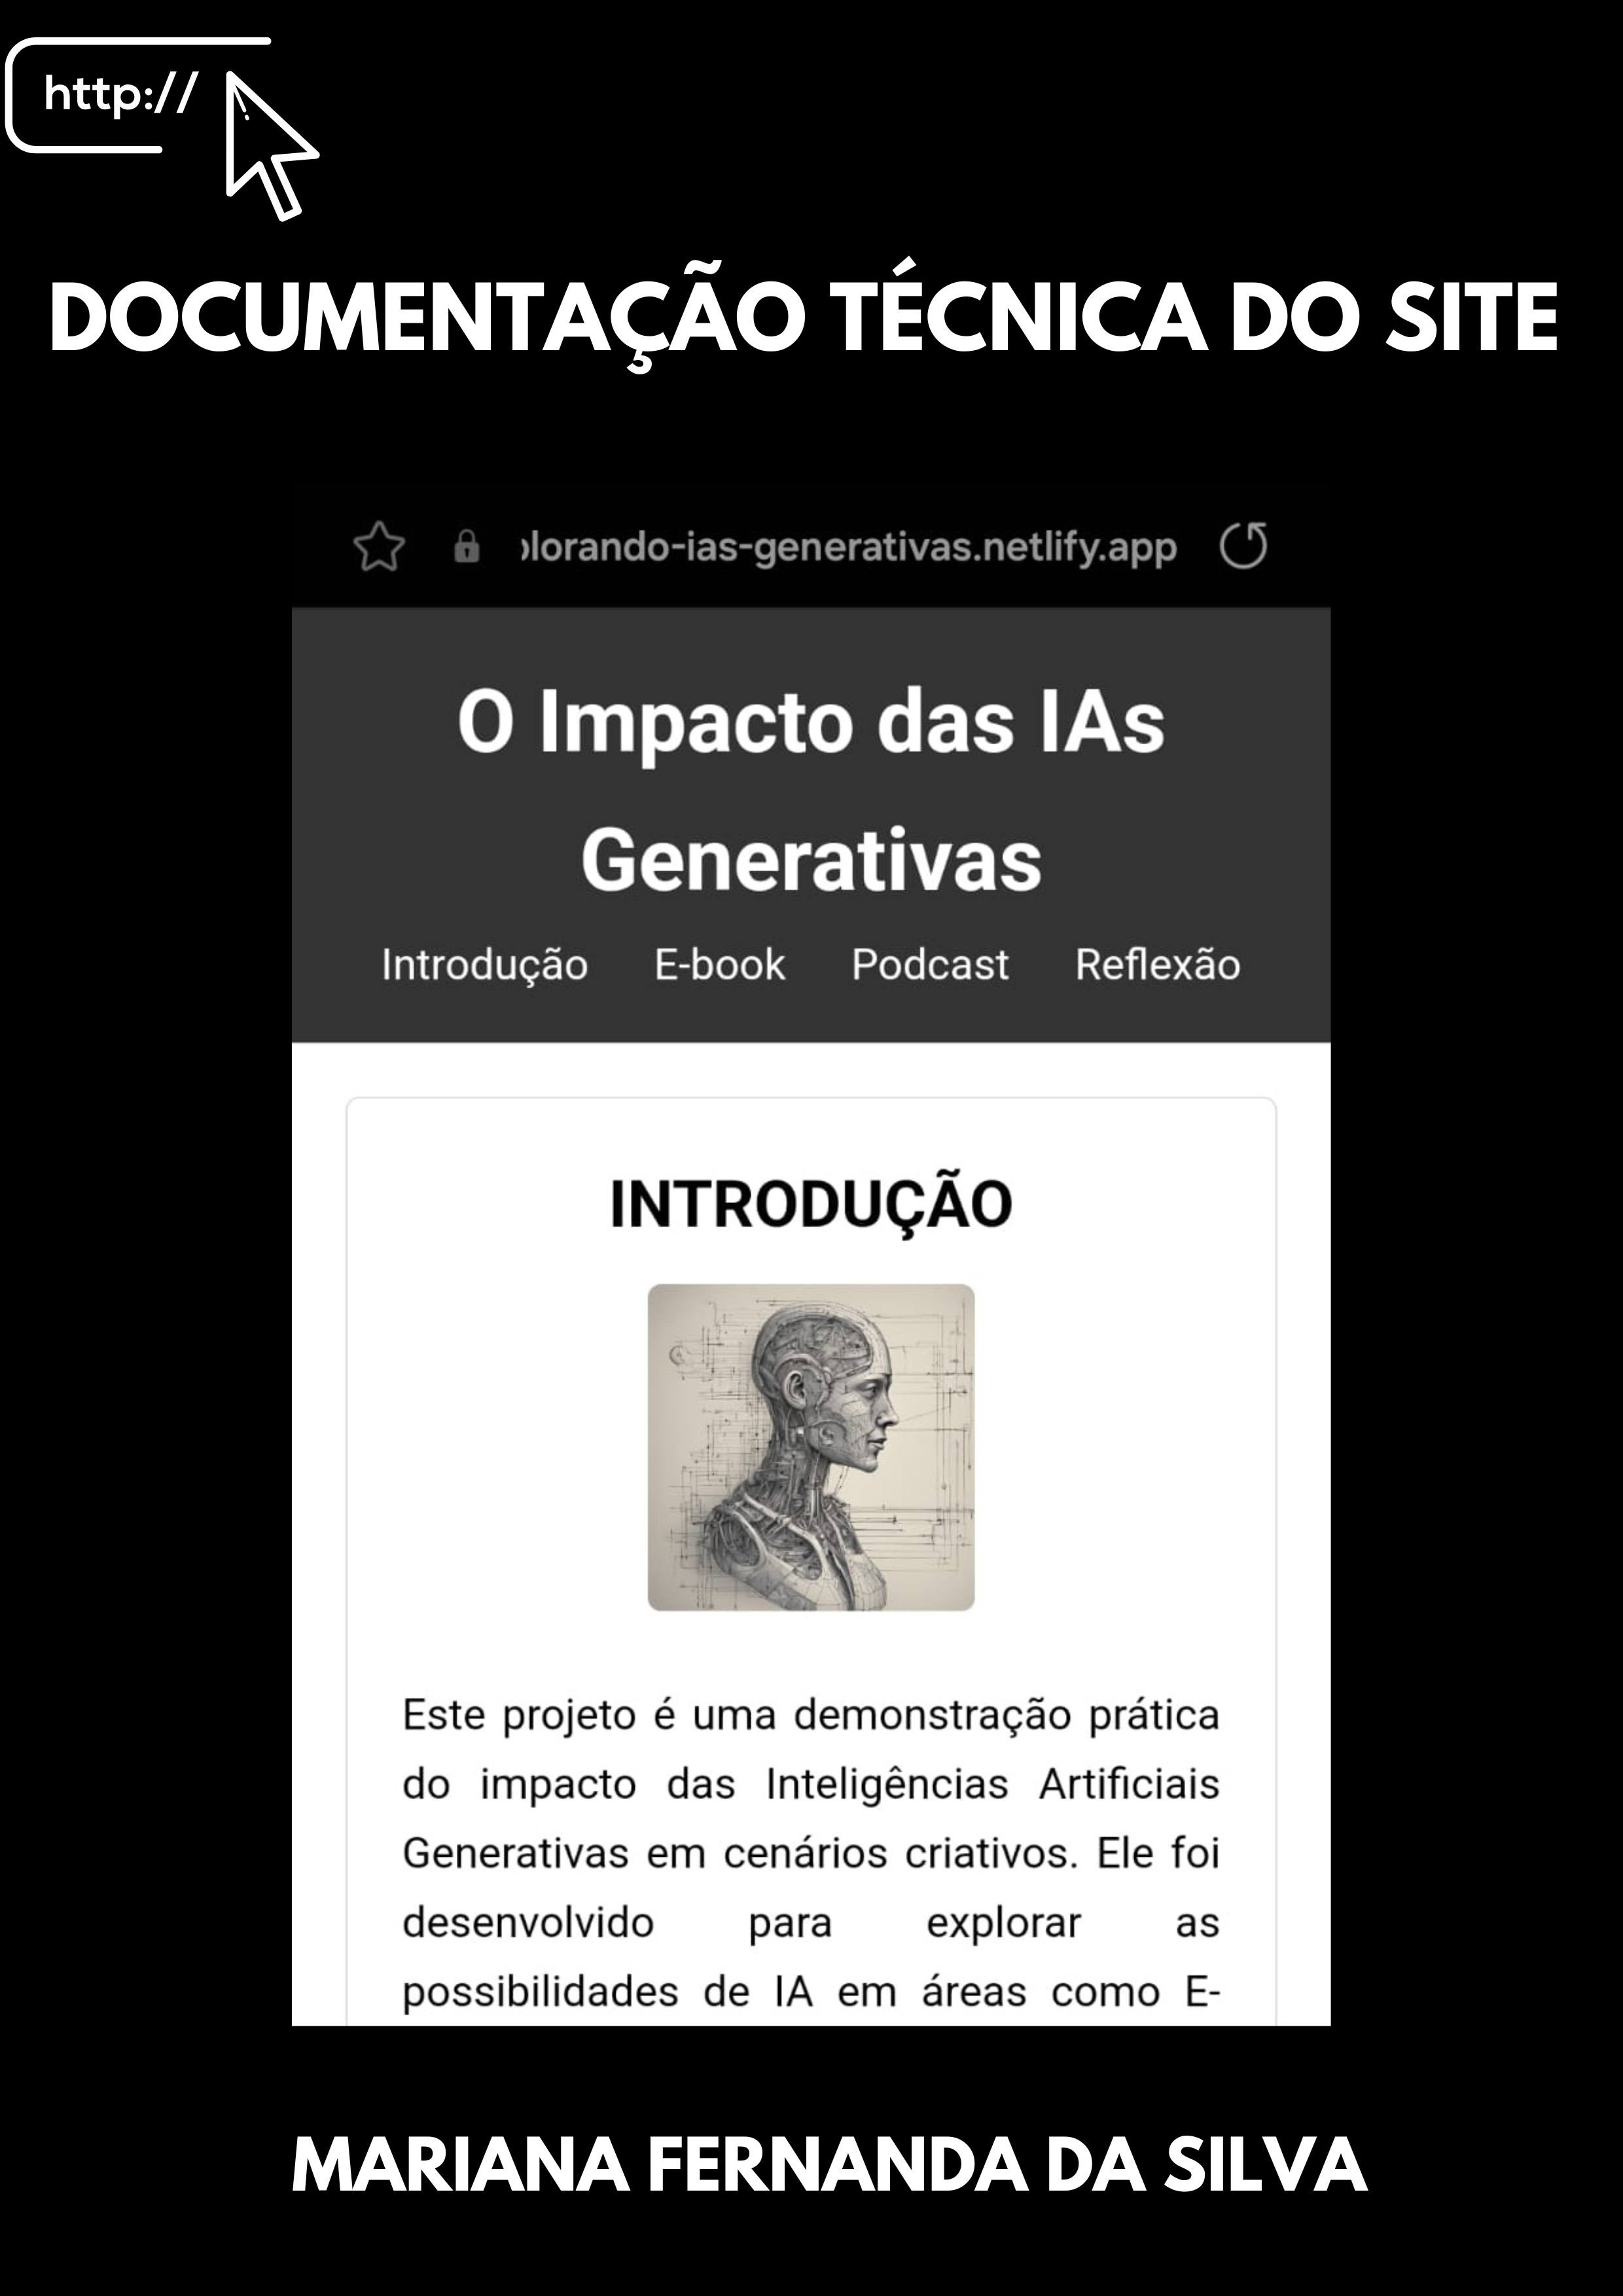 http://
DOCUMENTAÇÃO TÉCNICA DO SITE
lorando-ias-generativas.netlify.app
O Impacto das IAs
Generativas
Introdução E-book Podcast Reflexão
INTRODUÇÃO
Este projeto é uma demonstração prática
do impacto das Inteligências Artificiais
Generativas em cenários criativos. Ele foi
desenvolvido para explorar as
possibilidades de IA em áreas como E-
MARIANA FERNANDA DA SILVA